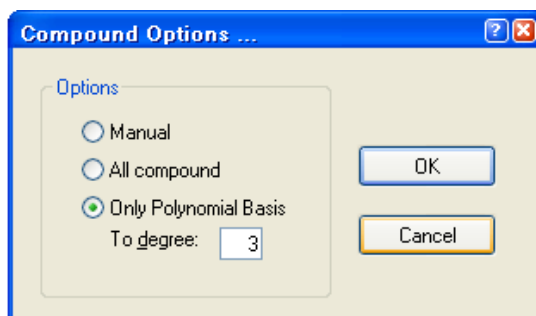 Compound Options ...
Options
Manual
All compound
Only Polynomial Basis
To degree: 3
OK
Cancel